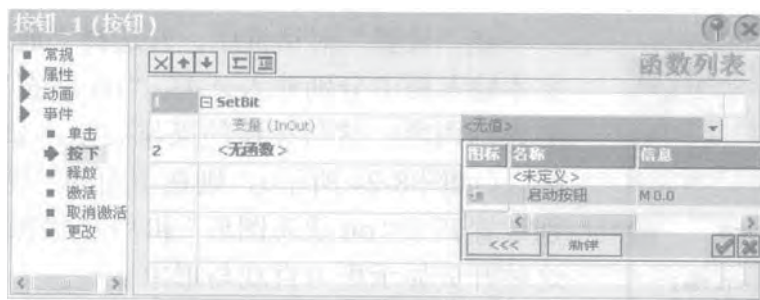 按钮_1 (按钮)
常规
属性
动画
事件
单击
按下
释放
激活
取消激活
更改
函数列表
1 SetBit
变量 (InOut) <无值>
2 <无函数>
图标 名称 信息
<未定义>
启动按钮 M 0.0
<<< 新建